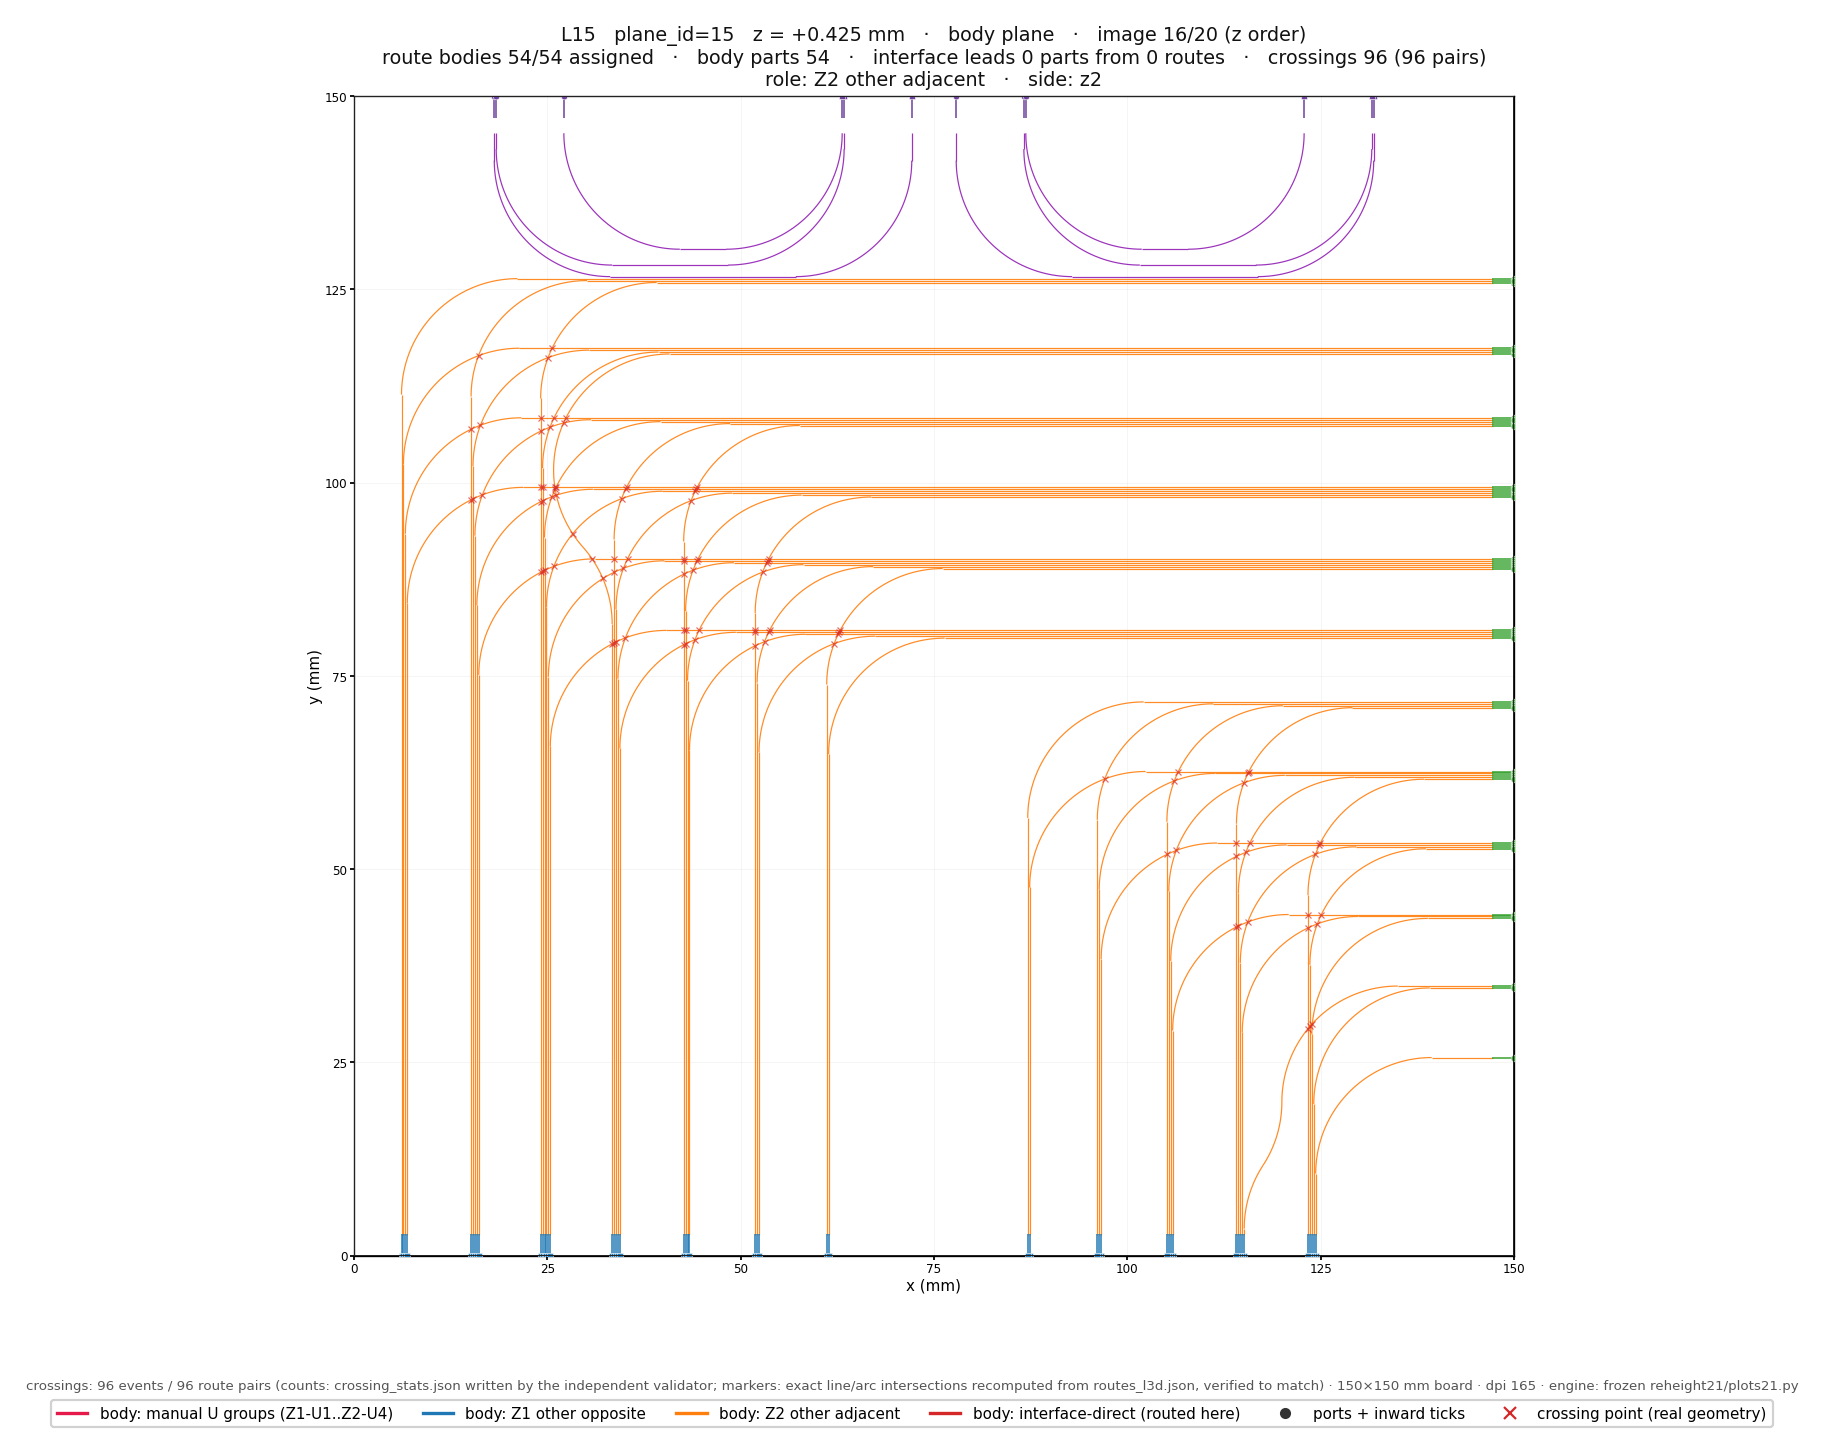 L15   plane_id=15   z = +0.425 mm   ·   body plane   ·   image 16/20 (z order)
route bodies 54/54 assigned   ·   body parts 54   ·   interface leads 0 parts from 0 routes   ·   crossings 96 (96 pairs)
role: Z2 other adjacent   ·   side: z2
150
125
100
75
50
25
0
y (mm)
0 25 50 75 100 125 150
x (mm)
crossings: 96 events / 96 route pairs (counts: crossing_stats.json written by the independent validator; markers: exact line/arc intersections recomputed from routes_l3d.json, verified to match) · 150×150 mm board · dpi 165 · engine: frozen reheight21/plots21.py
body: manual U groups (Z1-U1..Z2-U4) body: Z1 other opposite body: Z2 other adjacent body: interface-direct (routed here) ports + inward ticks crossing point (real geometry)